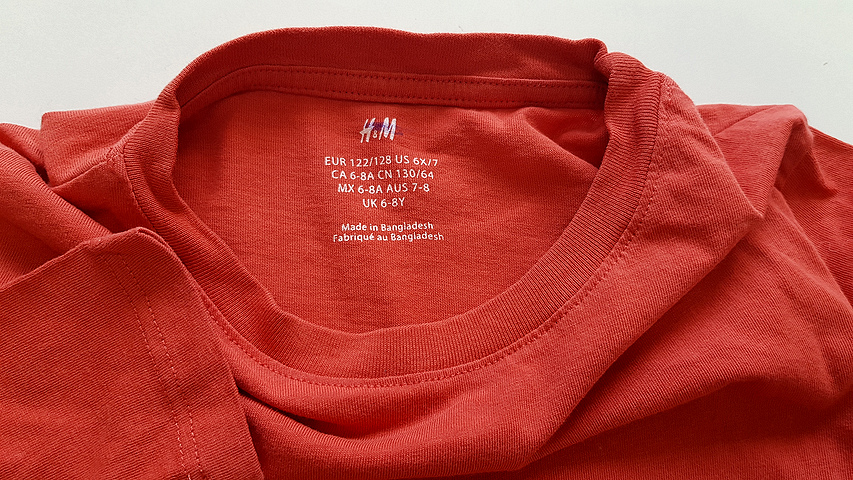 H&M
EUR 122/128 US 6X/7
CA 6-8A CN 130/64
MX 6-8A AUS 7-8
UK 6-8Y
Made in Bangladesh
Fabriqué au Bangladesh